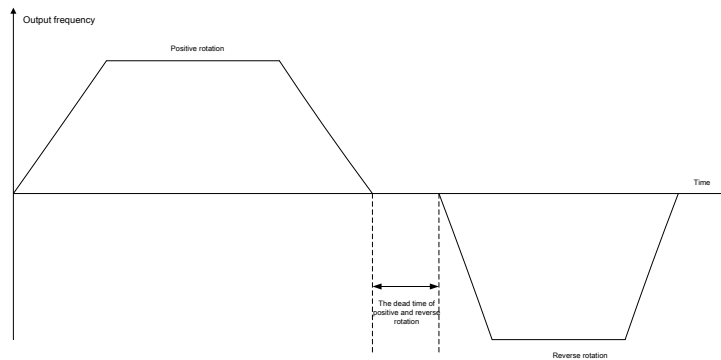 Output frequency
Positive rotation
Time
The dead time of
positive and reverse
rotation
Reverse rotation